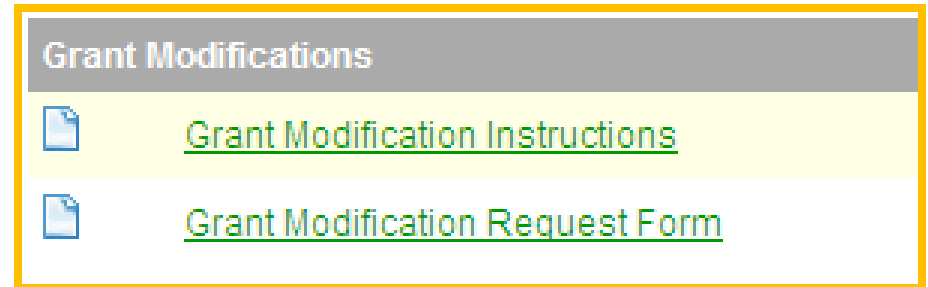 Grant Modifications
Grant Modification Instructions
Grant Modification Request Form